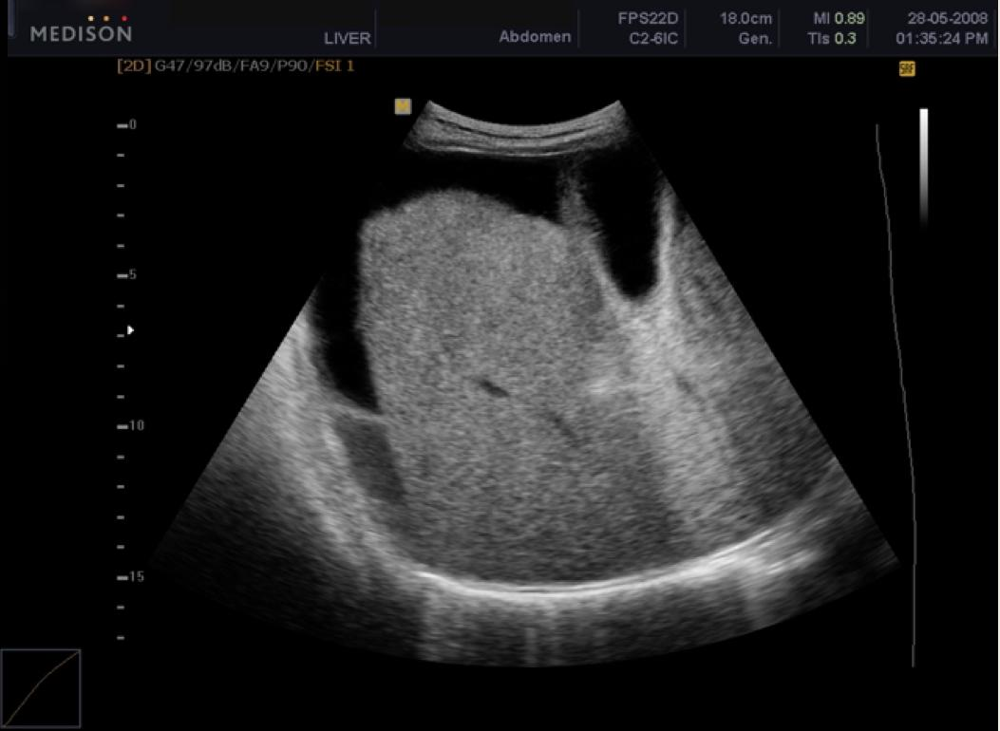 MEDISON
LIVER
Abdomen
FPS22D
C2-6IC
18.0cm
Gen.
MI 0.89
TIs 0.3
28-05-2008
01:35:24 PM
[2D] G47/97dB/FA9/P90/FSI 1
SRF
M
0
5
10
15